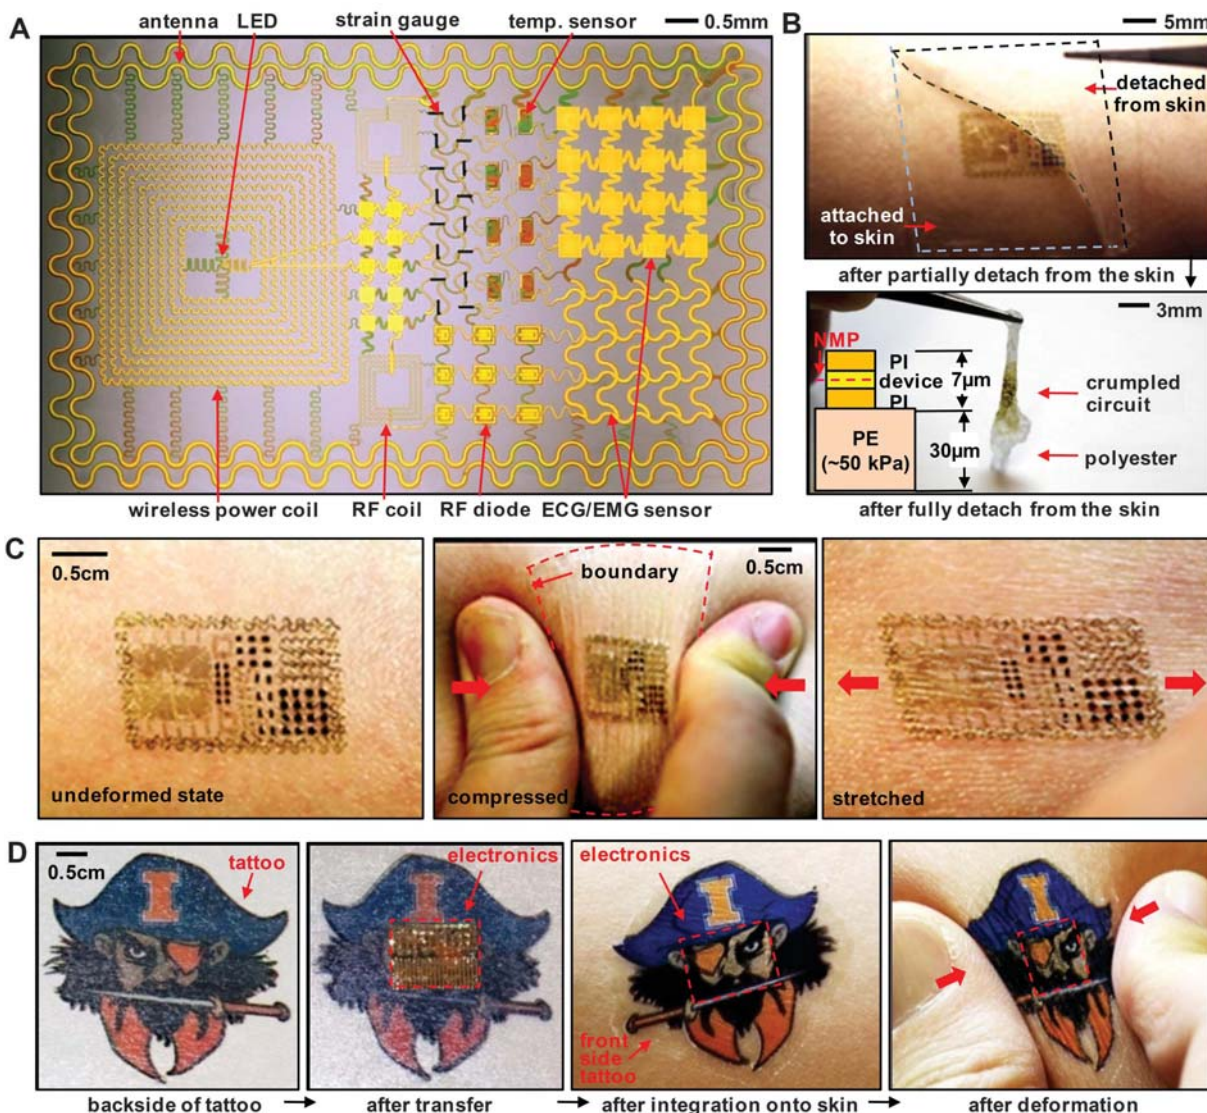 A
antenna LED strain gauge temp. sensor 0.5mm
wireless power coil RF coil RF diode ECG/EMG sensor
B
5mm
detached
from skin
attached
to skin
after partially detach from the skin
3mm
NMP
PI
device
PI
7µm
PE
(~50 kPa)
30µm
crumpled
circuit
polyester
after fully detach from the skin
C
0.5cm
undeformed state
boundary
0.5cm
compressed
stretched
D
0.5cm
tattoo
I
backside of tattoo
electronics
I
after transfer
electronics
I
front
side
tattoo
after integration onto skin
I
after deformation